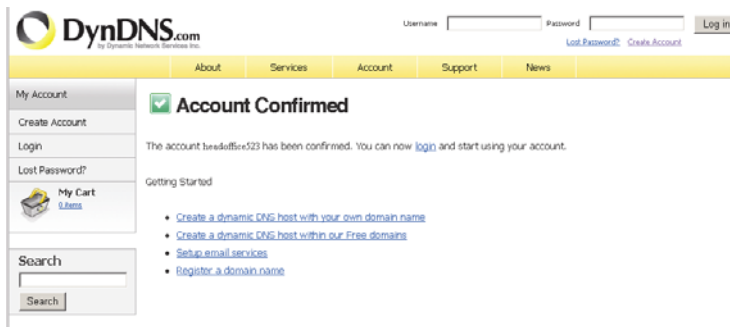 DynDNS.com
by Dynamic Network Services Inc.
Username
Password
Log in
Lost Password? Create Account
About Services Account Support News
My Account
Create Account
Login
Lost Password?
My Cart
0 items
Search
Search
Account Confirmed
The account headoffice523 has been confirmed. You can now login and start using your account.
Getting Started
Create a dynamic DNS host with your own domain name
Create a dynamic DNS host within our Free domains
Setup email services
Register a domain name